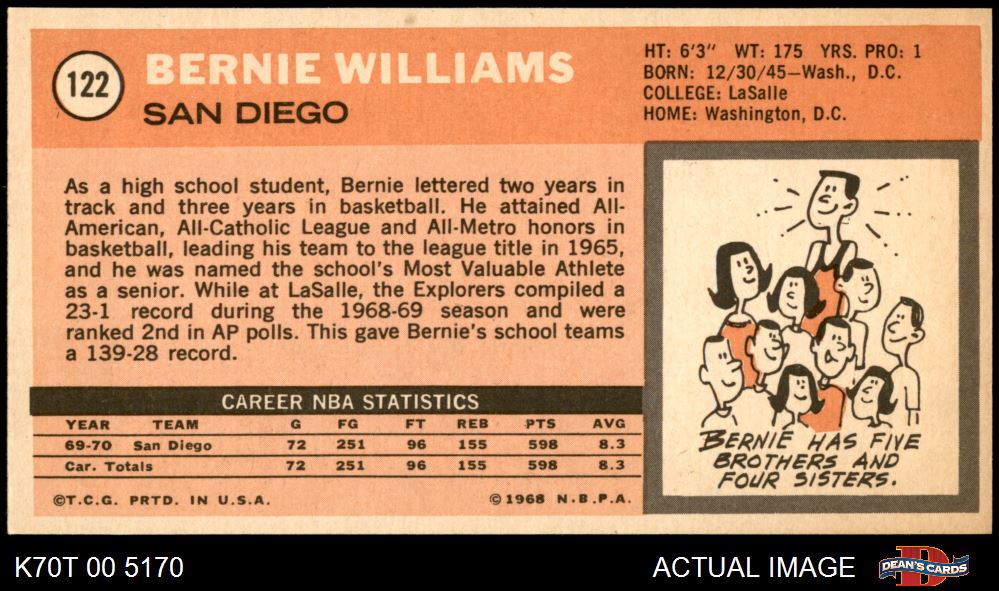 122
BERNIE WILLIAMS
SAN DIEGO
HT: 6'3" WT: 175 YRS. PRO: 1
BORN: 12/30/45—Wash., D.C.
COLLEGE: LaSalle
HOME: Washington, D.C.
As a high school student, Bernie lettered two years in
track and three years in basketball. He attained All-
American, All-Catholic League and All-Metro honors in
basketball, leading his team to the league title in 1965,
and he was named the school's Most Valuable Athlete
as a senior. While at LaSalle, the Explorers compiled a
23-1 record during the 1968-69 season and were
ranked 2nd in AP polls. This gave Bernie's school teams
a 139-28 record.
CAREER NBA STATISTICS
YEAR TEAM G FG FT REB PTS AVG
69-70 San Diego 72 251 96 155 598 8.3
Car. Totals 72 251 96 155 598 8.3
©T.C.G. PRTD. IN U.S.A. ©1968 N.B.P.A.
BERNIE HAS FIVE
BROTHERS AND
FOUR SISTERS.
K70T 00 5170
ACTUAL IMAGE
D
DEAN'S CARDS